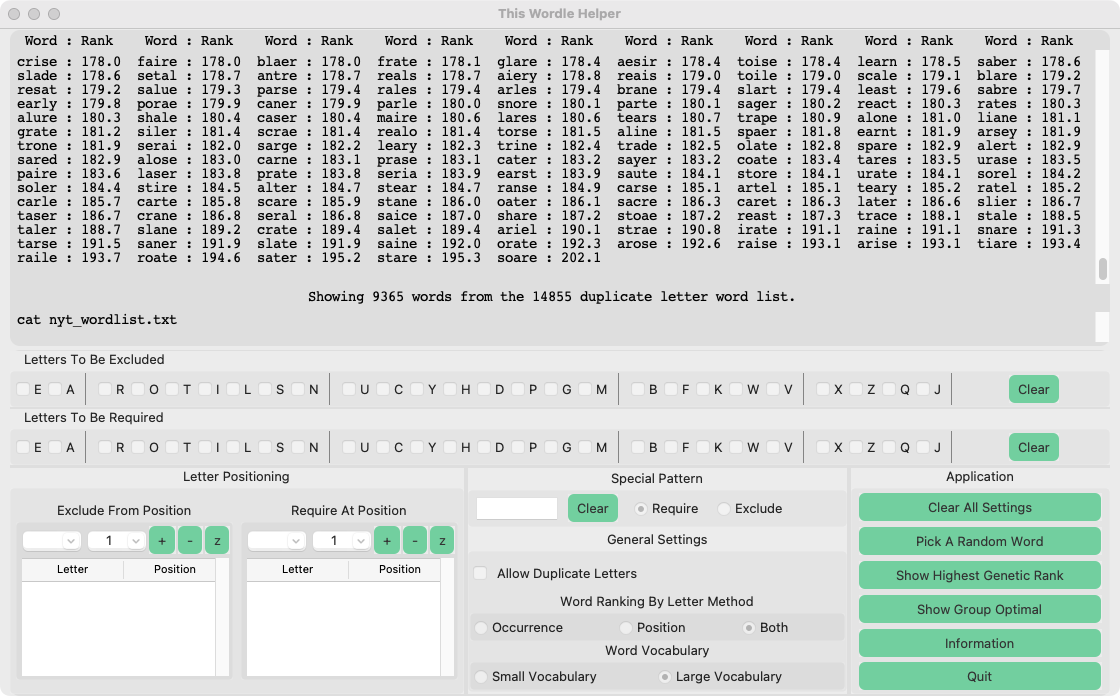 This Wordle Helper
Word : Rank Word : Rank Word : Rank Word : Rank Word : Rank Word : Rank Word : Rank Word : Rank Word : Rank
crise : 178.0 faire : 178.0 blaer : 178.0 frate : 178.1 glare : 178.4 aesir : 178.4 toise : 178.4 learn : 178.5 saber : 178.6
slade : 178.6 setal : 178.7 antre : 178.7 reals : 178.7 aiery : 178.8 reais : 179.0 toile : 179.0 scale : 179.1 blare : 179.2
resat : 179.2 salue : 179.3 parse : 179.4 rales : 179.4 arles : 179.4 brane : 179.4 slart : 179.4 least : 179.6 sabre : 179.7
early : 179.8 porae : 179.9 caner : 179.9 parle : 180.0 snore : 180.1 parte : 180.1 sager : 180.2 react : 180.3 rates : 180.3
alure : 180.3 shale : 180.4 caser : 180.4 maire : 180.6 lares : 180.6 tears : 180.7 trape : 180.9 alone : 181.0 liane : 181.1
grate : 181.2 siler : 181.4 scrae : 181.4 realo : 181.4 torse : 181.5 aline : 181.5 spaer : 181.8 earnt : 181.9 arsey : 181.9
trone : 181.9 serai : 182.0 sarge : 182.2 leary : 182.3 trine : 182.4 trade : 182.5 olate : 182.8 spare : 182.9 alert : 182.9
sared : 182.9 alose : 183.0 carne : 183.1 prase : 183.1 cater : 183.2 sayer : 183.2 coate : 183.4 tares : 183.5 urase : 183.5
paire : 183.6 laser : 183.8 prate : 183.8 seria : 183.9 earst : 183.9 saute : 184.1 store : 184.1 urate : 184.1 sorel : 184.2
soler : 184.4 stire : 184.5 alter : 184.7 stear : 184.7 ranse : 184.9 carse : 185.1 artel : 185.1 teary : 185.2 ratel : 185.2
carle : 185.7 carte : 185.8 scare : 185.9 stane : 186.0 oater : 186.1 sacre : 186.3 caret : 186.3 later : 186.6 slier : 186.7
taser : 186.7 crane : 186.8 seral : 186.8 saice : 187.0 share : 187.2 stoae : 187.2 reast : 187.3 trace : 188.1 stale : 188.5
taler : 188.7 slane : 189.2 crate : 189.4 salet : 189.4 ariel : 190.1 strae : 190.8 irate : 191.1 raine : 191.1 snare : 191.3
tarse : 191.5 saner : 191.9 slate : 191.9 saine : 192.0 orate : 192.3 arose : 192.6 raise : 193.1 arise : 193.1 tiare : 193.4
raile : 193.7 roate : 194.6 sater : 195.2 stare : 195.3 soare : 202.1
Showing 9365 words from the 14855 duplicate letter word list.
cat nyt_wordlist.txt
Letters To Be Excluded
E A R O T I L S N U C Y H D P G M B F K W V X Z Q J Clear
Letters To Be Required
E A R O T I L S N U C Y H D P G M B F K W V X Z Q J Clear
Letter Positioning
Exclude From Position
1 + - z
Letter Position
Require At Position
1 + - z
Letter Position
Special Pattern
Clear Require Exclude
General Settings
Allow Duplicate Letters
Word Ranking By Letter Method
Occurrence Position Both
Word Vocabulary
Small Vocabulary Large Vocabulary
Application
Clear All Settings
Pick A Random Word
Show Highest Genetic Rank
Show Group Optimal
Information
Quit